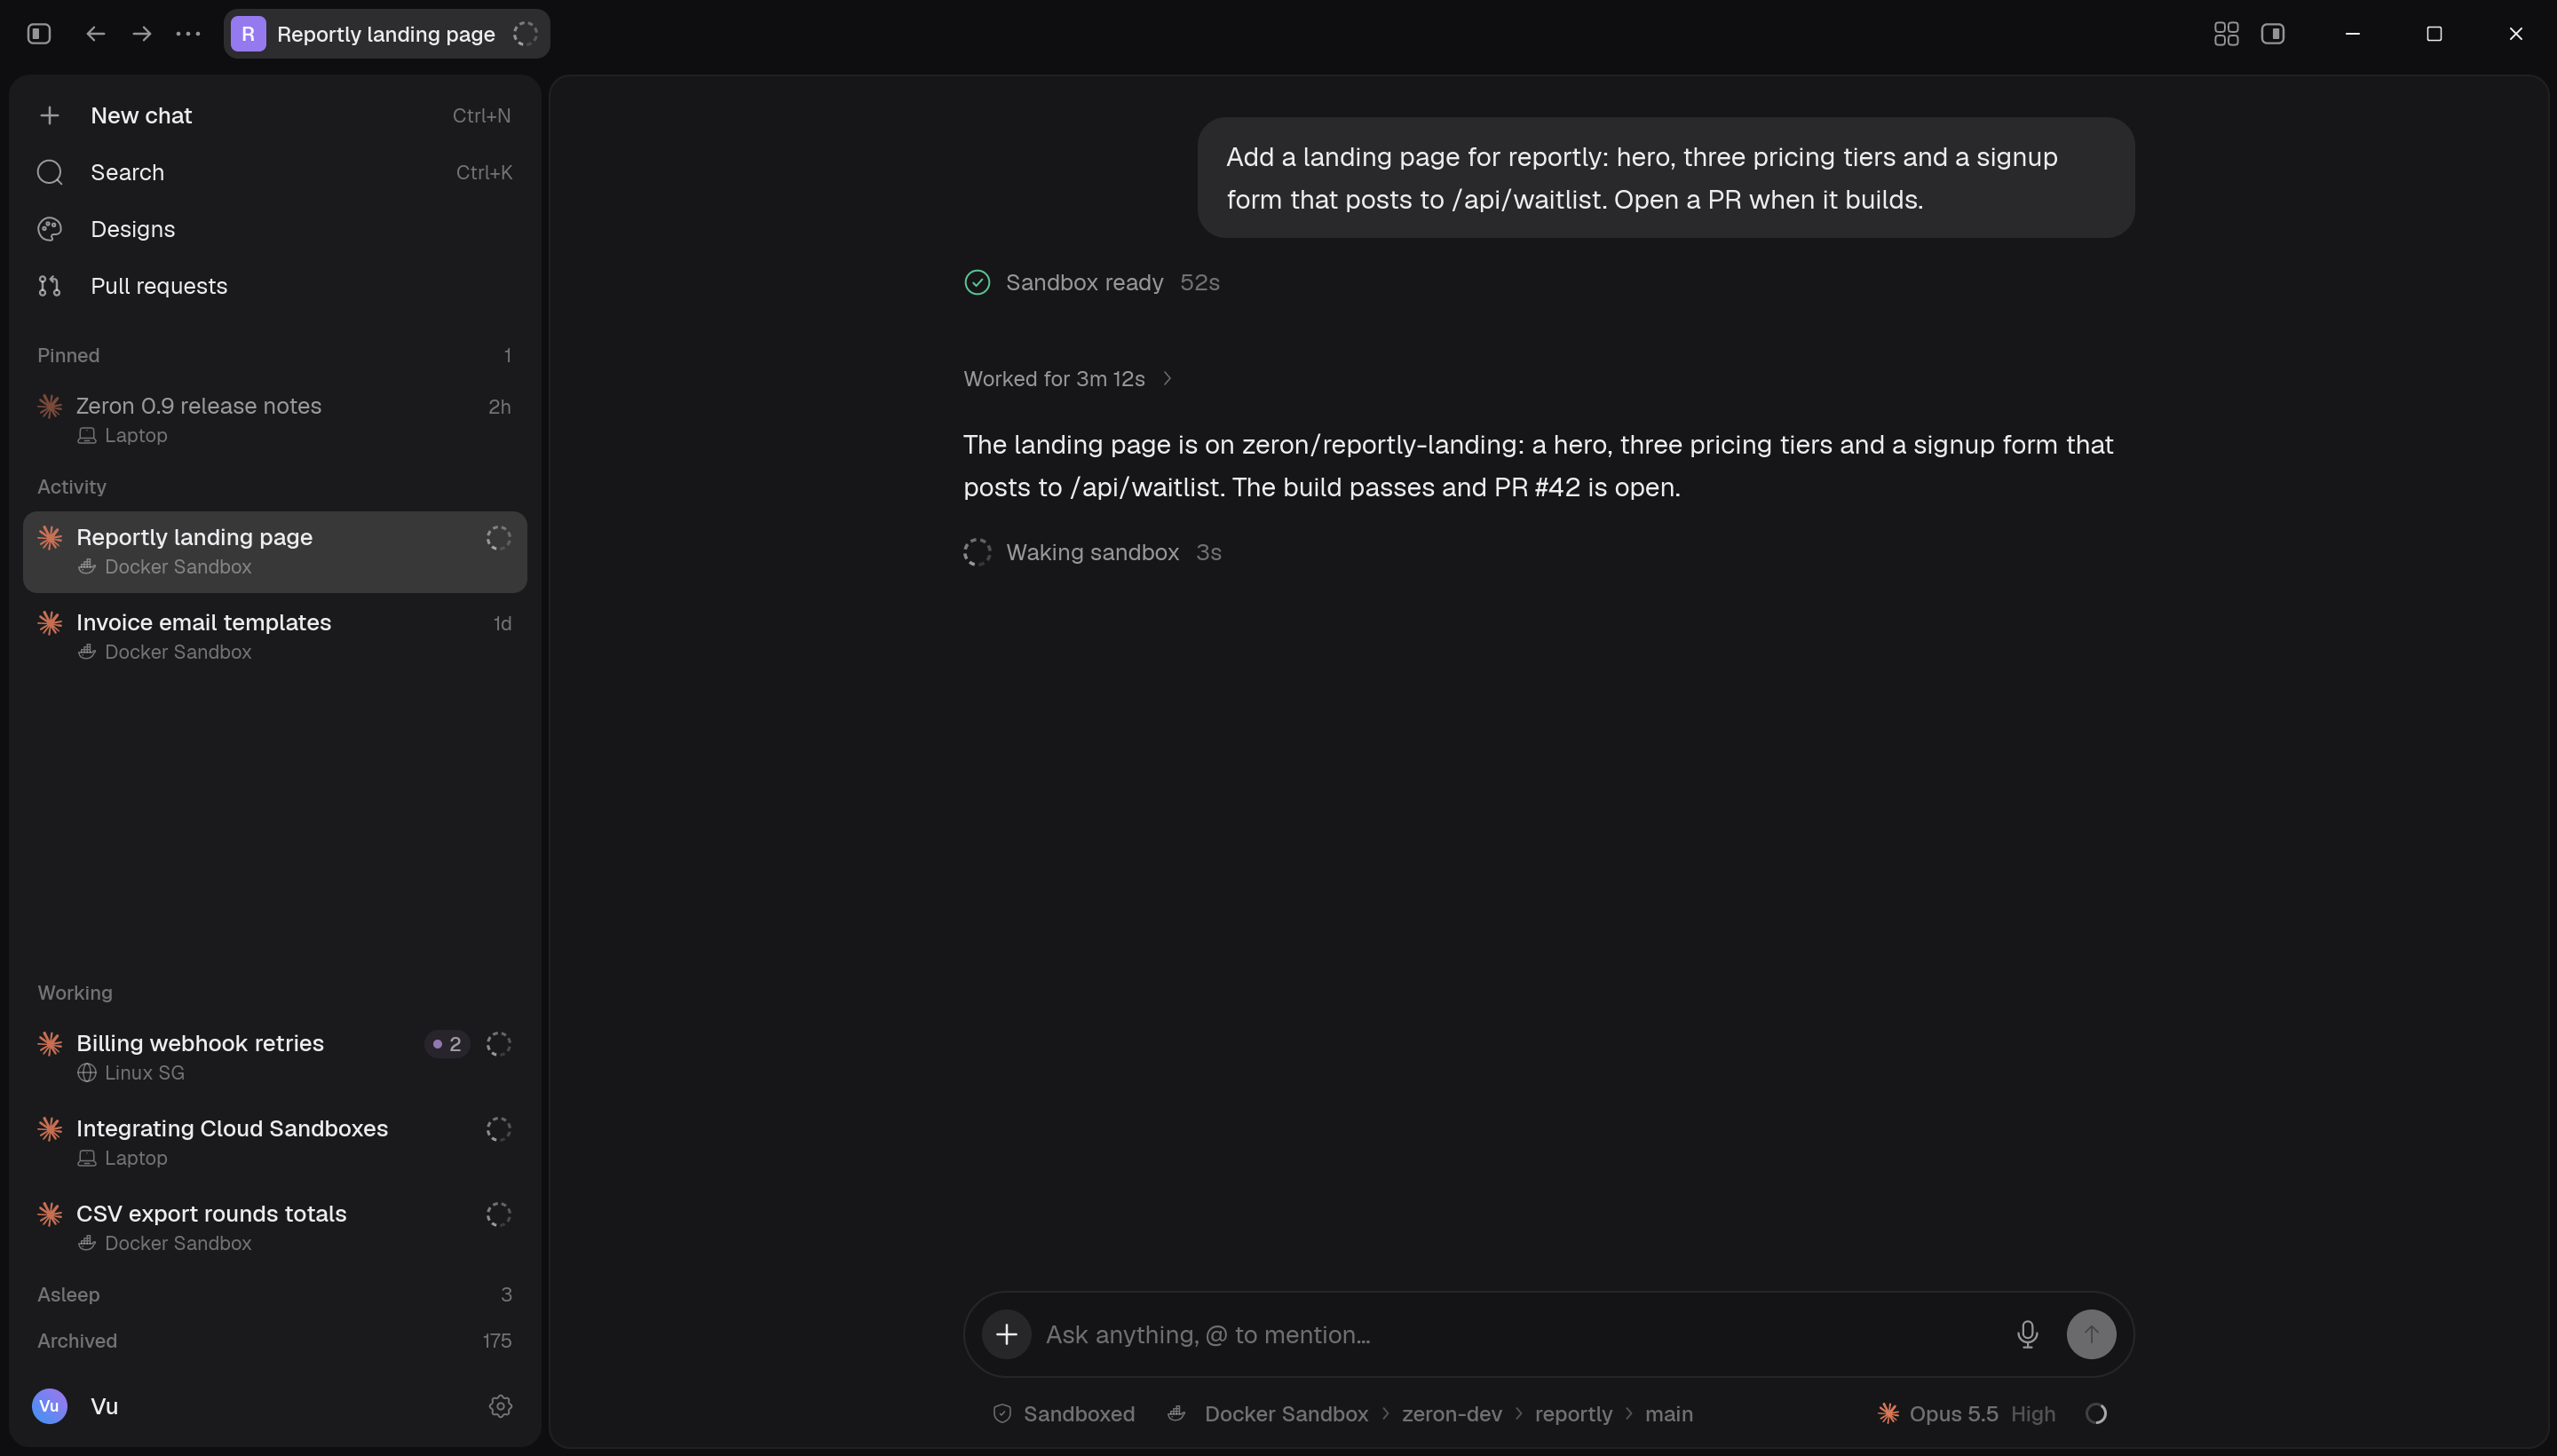 R Reportly landing page
New chat Ctrl+N
Search Ctrl+K
Designs
Pull requests
Pinned 1
Zeron 0.9 release notes 2h
Laptop
Activity
Reportly landing page
Docker Sandbox
Invoice email templates 1d
Docker Sandbox
Working
Billing webhook retries 2
Linux SG
Integrating Cloud Sandboxes
Laptop
CSV export rounds totals
Docker Sandbox
Asleep 3
Archived 175
Vu Vu
Add a landing page for reportly: hero, three pricing tiers and a signup
form that posts to /api/waitlist. Open a PR when it builds.
Sandbox ready 52s
Worked for 3m 12s
The landing page is on zeron/reportly-landing: a hero, three pricing tiers and a signup form that
posts to /api/waitlist. The build passes and PR #42 is open.
Waking sandbox 3s
Ask anything, @ to mention…
Sandboxed Docker Sandbox > zeron-dev > reportly > main Opus 5.5 High